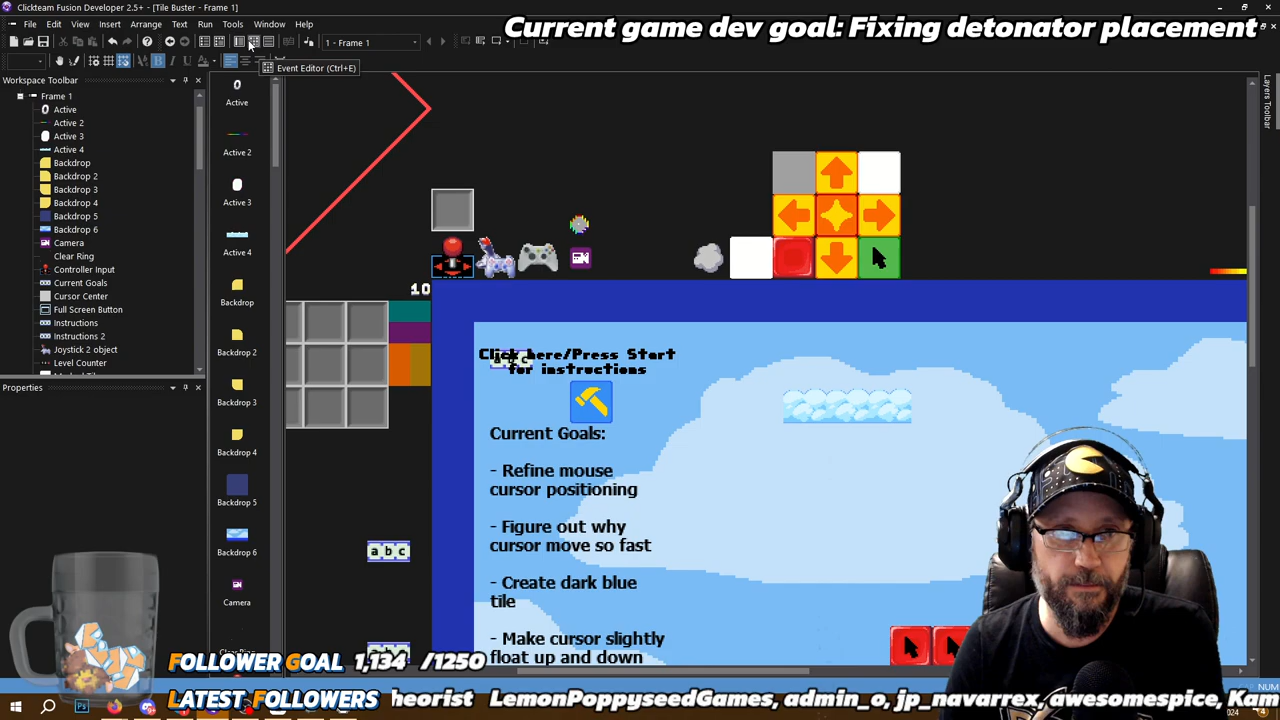 Clickteam Fusion Developer 2.5+ - [Tile Buster - Frame 1]
Current game dev goal: Fixing detonator placement
File Edit View Insert Arrange Text Run Tools Window Help
1 - Frame 1
Event Editor (Ctrl+E)
Workspace Toolbar
Frame 1
Active
Active 2
Active 3
Active 4
Backdrop
Backdrop 2
Backdrop 3
Backdrop 4
Backdrop 5
Backdrop 6
Camera
Clear Ring
Controller Input
Current Goals
Cursor Center
Full Screen Button
Instructions
Instructions 2
Joystick 2 object
Level Counter
Properties
Active
Active 2
Active 3
Active 4
Backdrop
Backdrop 2
Backdrop 3
Backdrop 4
Backdrop 5
Backdrop 6
Camera
Layers Toolbar
10
Click here/Press Start
for instructions
a b c
Current Goals:
- Refine mouse
cursor positioning
- Figure out why
cursor move so fast
- Create dark blue
tile
- Make cursor slightly
float up and down
a b c
a b c
NUM
Follower Goal 1,134 /1250
Latest Followers heorist LemanPoppyseedGames, admin_o, jp_navarrex, awesomespice, Kam